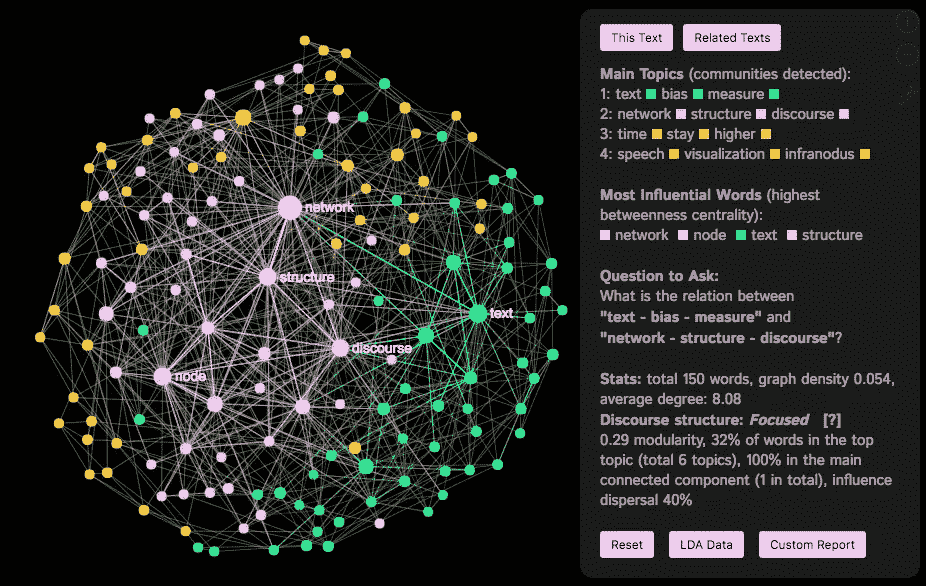 network
structure
text
discourse
node
This Text
Related Texts
Main Topics (communities detected):
1: text bias measure
2: network structure discourse
3: time stay higher
4: speech visualization infranodus
Most Influential Words (highest
betweenness centrality):
network node text structure
Question to Ask:
What is the relation between
"text - bias - measure" and
"network - structure - discourse"?
Stats: total 150 words, graph density 0.054,
average degree: 8.08
Discourse structure: Focused [?]
0.29 modularity, 32% of words in the top
topic (total 6 topics), 100% in the main
connected component (1 in total), influence
dispersal 40%
Reset
LDA Data
Custom Report